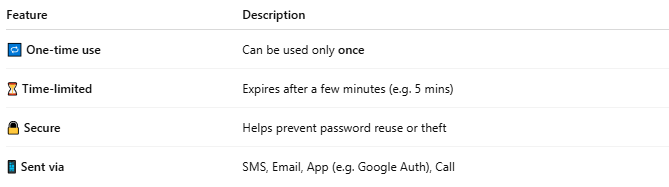 Feature Description
One-time use Can be used only once
Time-limited Expires after a few minutes (e.g. 5 mins)
Secure Helps prevent password reuse or theft
Sent via SMS, Email, App (e.g. Google Auth), Call